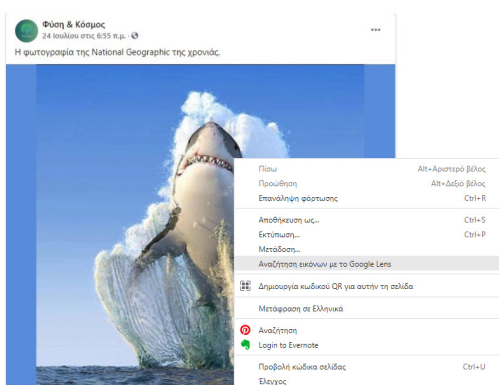 Φύση & Κόσμος
24 Ιουλίου στις 6:55 π.μ. ·
Η φωτογραφία της National Geographic της χρονιάς.
Πίσω Alt+Αριστερό βέλος
Προώθηση Alt+Δεξιό βέλος
Επανάληψη φόρτωσης Ctrl+R
Αποθήκευση ως... Ctrl+S
Εκτύπωση... Ctrl+P
Μετάδοση...
Αναζήτηση εικόνων με το Google Lens
Δημιουργία κωδικού QR για αυτήν τη σελίδα
Μετάφραση σε Ελληνικά
Αναζήτηση
Login to Evernote
Προβολή κώδικα σελίδας Ctrl+U
Έλεγχος